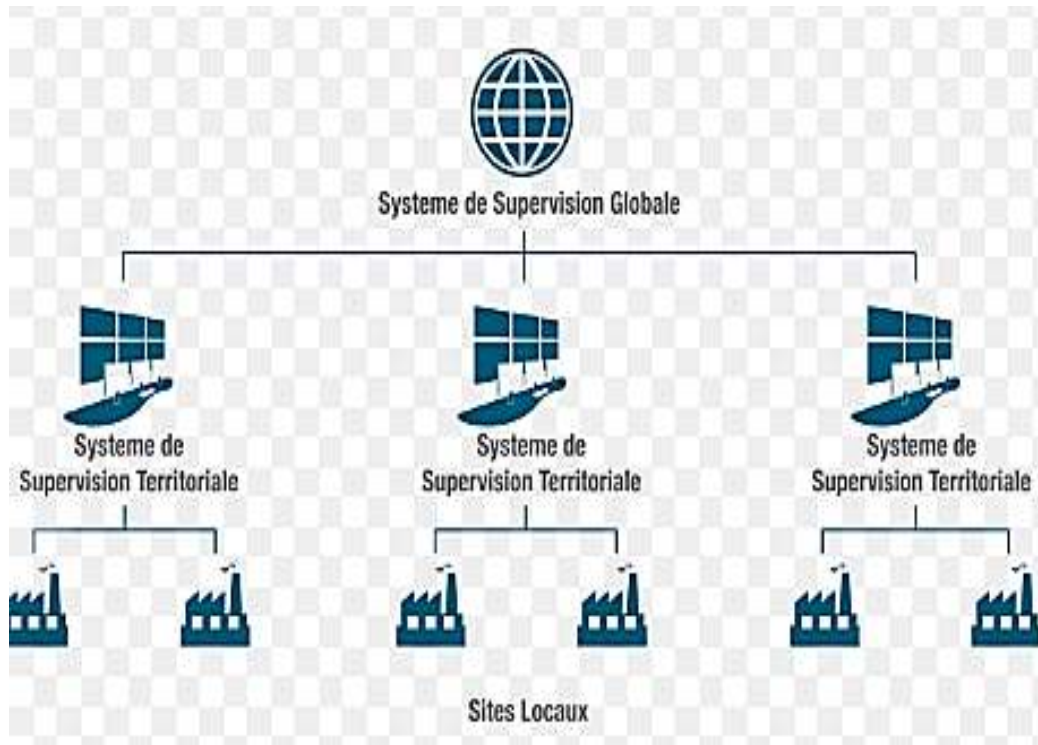 Systeme de Supervision Globale
Systeme de
Supervision Territoriale
Systeme de
Supervision Territoriale
Systeme de
Supervision Territoriale
Sites Locaux